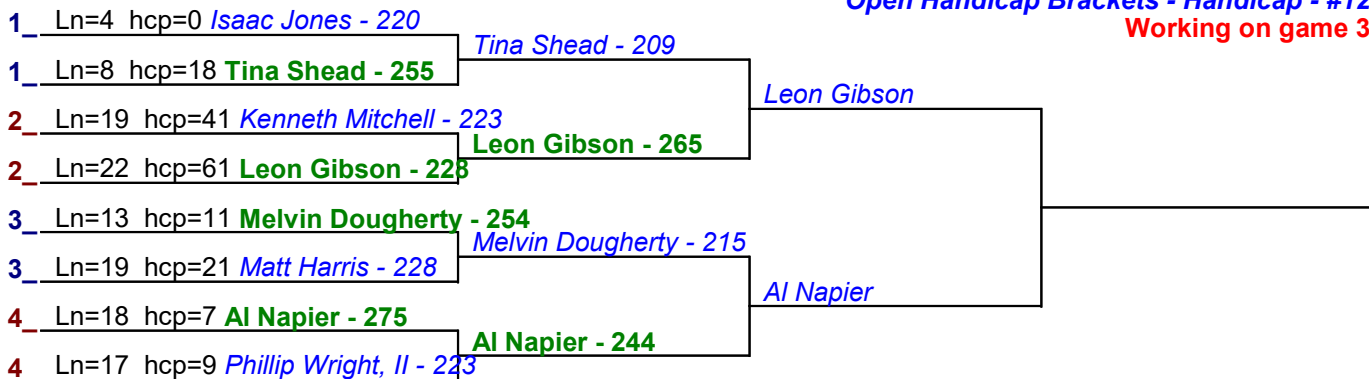 Open Handicap Brackets - Handicap - #12
Working on game 3
1_ Ln=4 hcp=0 Isaac Jones - 220
Tina Shead - 209
1_ Ln=8 hcp=18 Tina Shead - 255
Leon Gibson
2_ Ln=19 hcp=41 Kenneth Mitchell - 223
Leon Gibson - 265
2_ Ln=22 hcp=61 Leon Gibson - 228
3_ Ln=13 hcp=11 Melvin Dougherty - 254
Melvin Dougherty - 215
3_ Ln=19 hcp=21 Matt Harris - 228
Al Napier
4_ Ln=18 hcp=7 Al Napier - 275
Al Napier - 244
4 Ln=17 hcp=9 Phillip Wright, II - 223